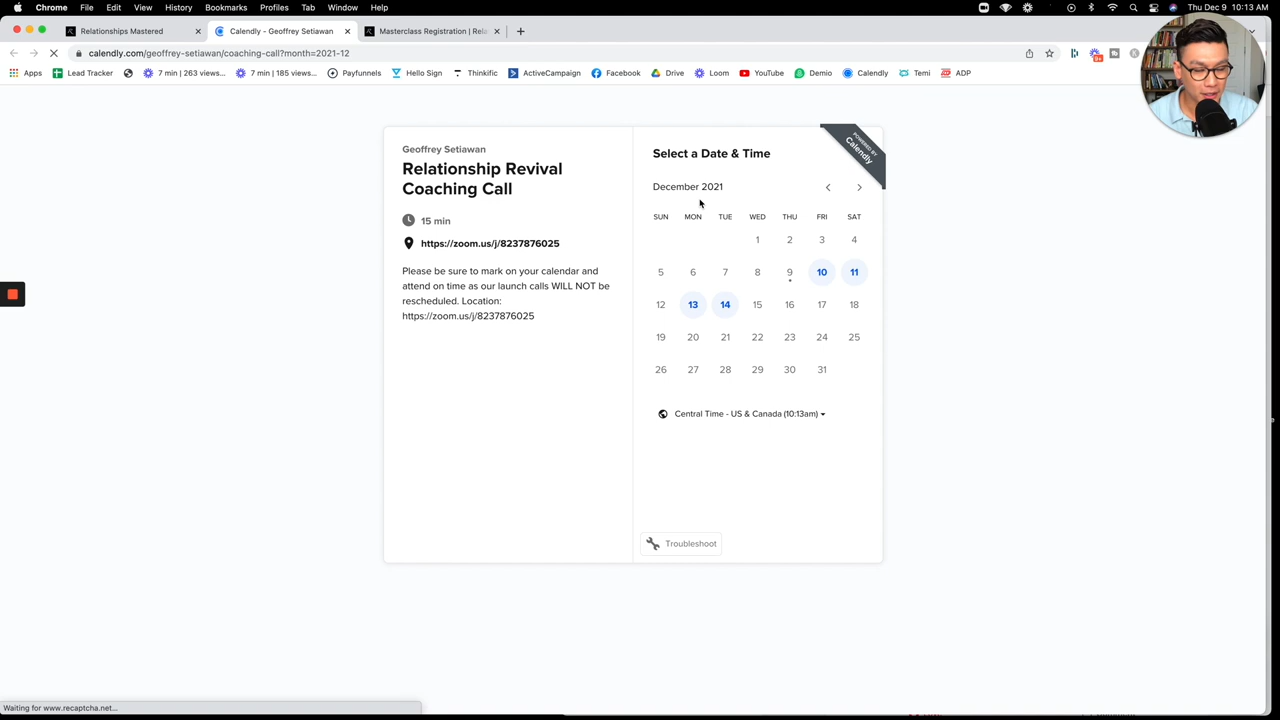 Chrome File Edit View History Bookmarks Profiles Tab Window Help
Thu Dec 9 10:13 AM
Relationships Mastered
Calendly - Geoffrey Setiawan
Masterclass Registration | Rela
calendly.com/geoffrey-setiawan/coaching-call?month=2021-12
Apps Lead Tracker 7 min | 263 views... 7 min | 185 views... Payfunnels Hello Sign Thinkific ActiveCampaign Facebook Drive Loom YouTube Demio Calendly Temi ADP
Geoffrey Setiawan
Relationship Revival
Coaching Call
15 min
https://zoom.us/j/8237876025
Please be sure to mark on your calendar and
attend on time as our launch calls WILL NOT be
rescheduled. Location:
https://zoom.us/j/8237876025
POWERED BY
Calendly
Select a Date & Time
December 2021
SUN MON TUE WED THU FRI SAT
1 2 3 4
5 6 7 8 9 10 11
12 13 14 15 16 17 18
19 20 21 22 23 24 25
26 27 28 29 30 31
Central Time - US & Canada (10:13am)
Troubleshoot
Waiting for www.recaptcha.net...